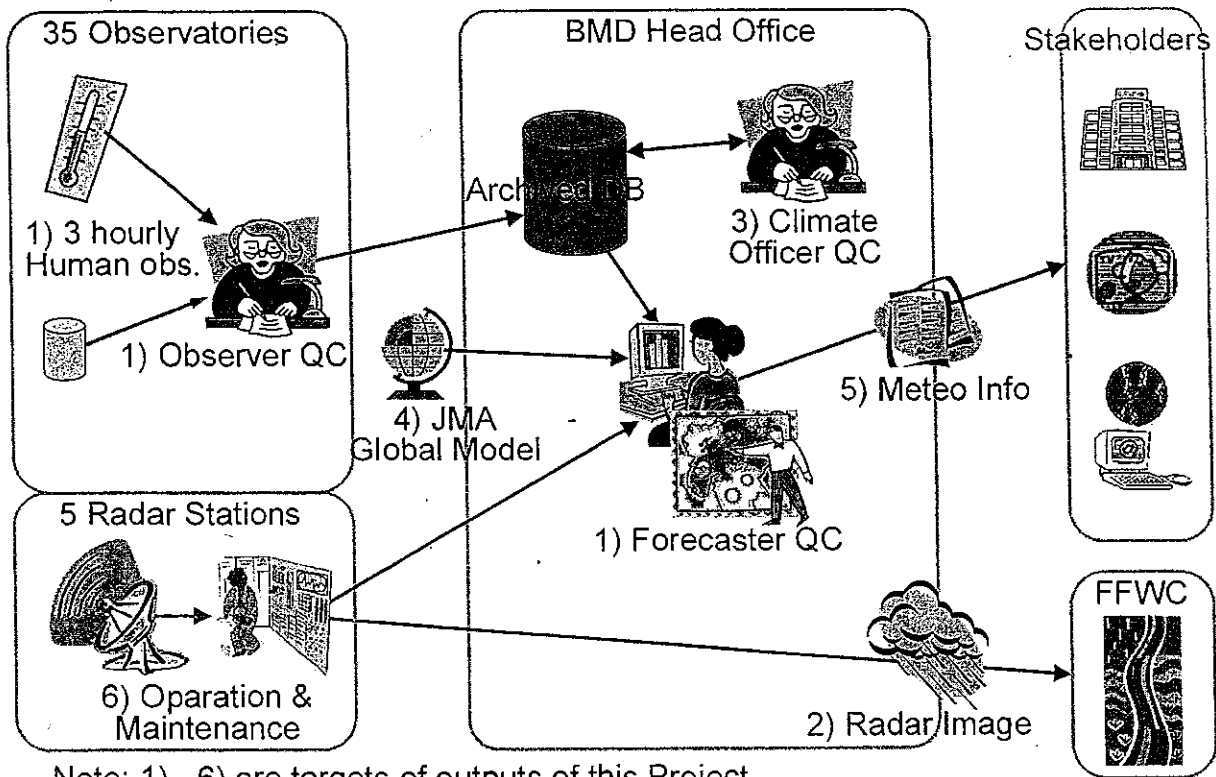 35 Observatories
1) 3 hourly
Human obs.
1) Observer QC
BMD Head Office
Archived DB
3) Climate
Officer QC
4) JMA
Global Model
1) Forecaster QC
5) Meteo Info
Stakeholders
5 Radar Stations
6) Oparation &
Maintenance
2) Radar Image
FFWC
Note: 1) - 6) are targets of outputs of this Project